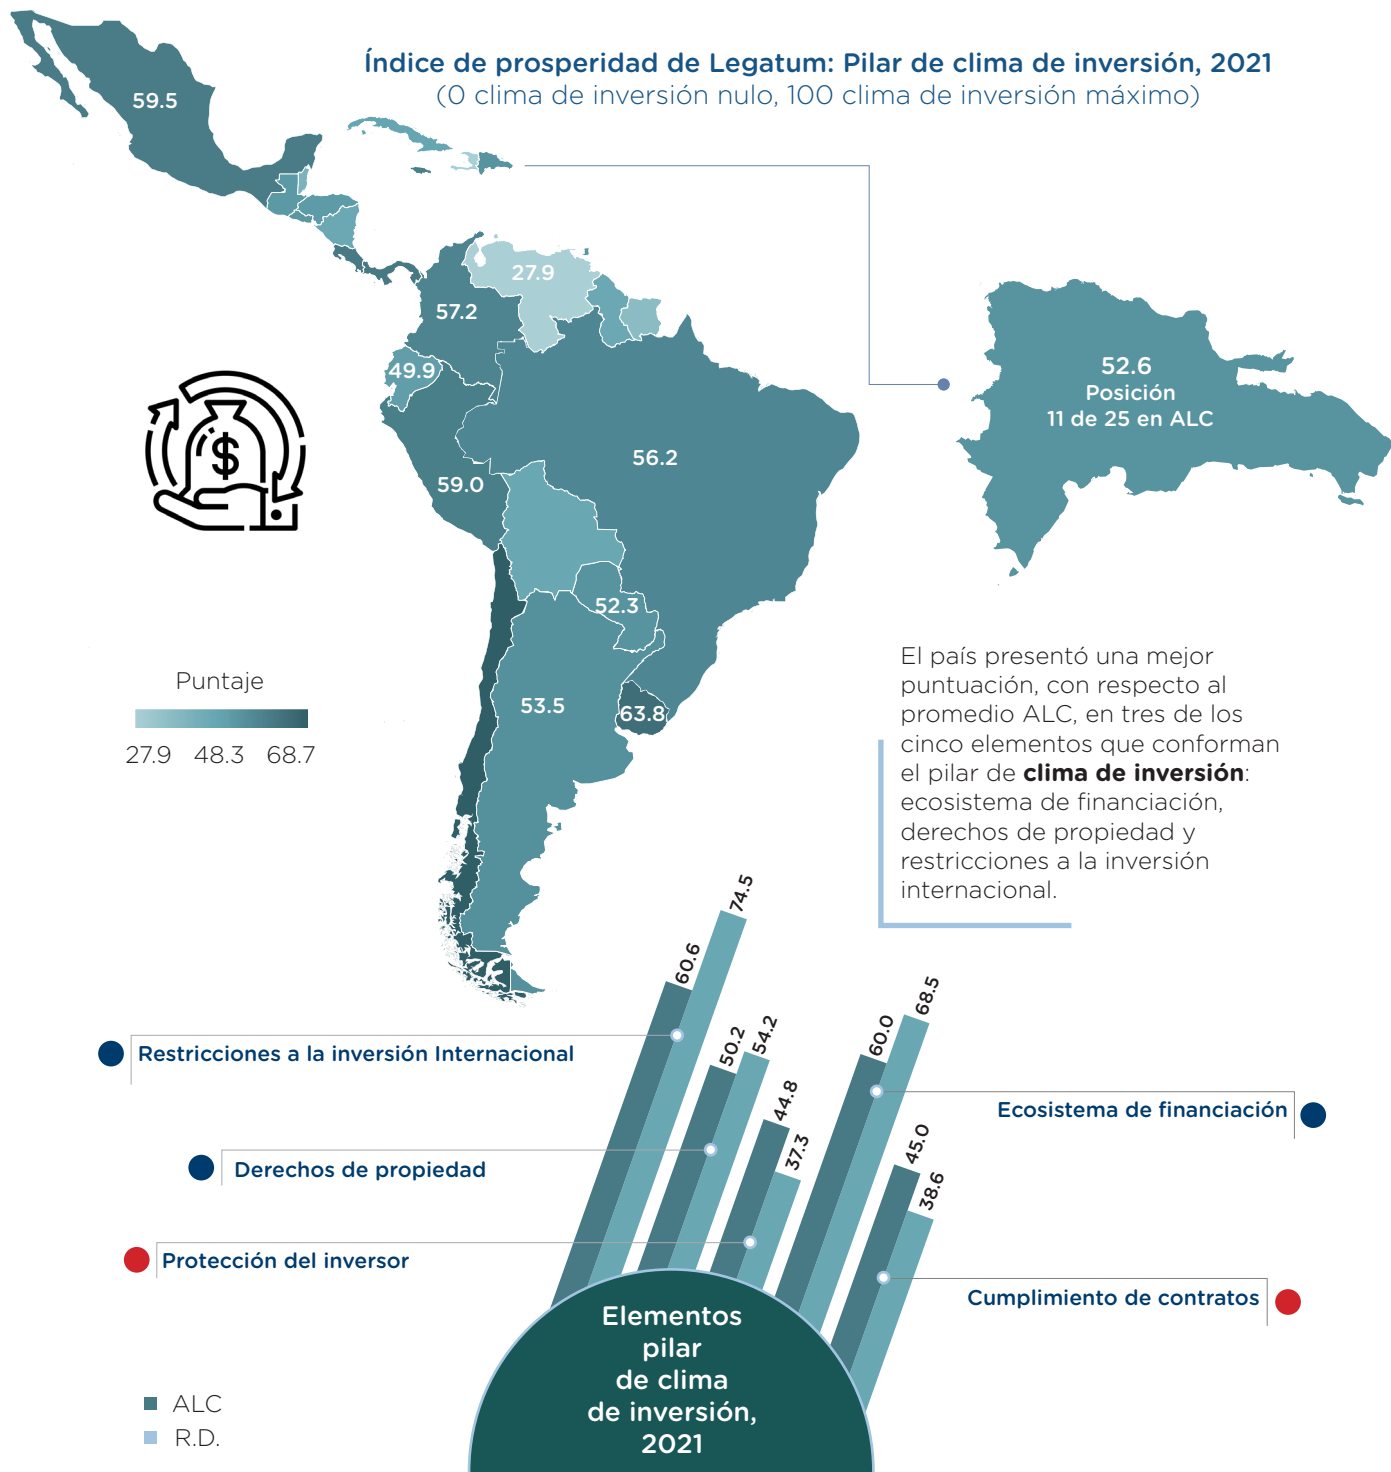 Índice de prosperidad de Legatum: Pilar de clima de inversión, 2021
(0 clima de inversión nulo, 100 clima de inversión máximo)
59.5
27.9
57.2
49.9
59.0
56.2
52.3
53.5
63.8
52.6
Posición
11 de 25 en ALC
$
Puntaje
27.9 48.3 68.7
El país presentó una mejor
puntuación, con respecto al
promedio ALC, en tres de los
cinco elementos que conforman
el pilar de clima de inversión:
ecosistema de financiación,
derechos de propiedad y
restricciones a la inversión
internacional.
60.6
74.5
Restricciones a la inversión Internacional
50.2
54.2
Derechos de propiedad
44.8
37.3
Protección del inversor
60.0
68.5
Ecosistema de financiación
45.0
38.6
Cumplimiento de contratos
Elementos
pilar
de clima
de inversión,
2021
ALC
R.D.